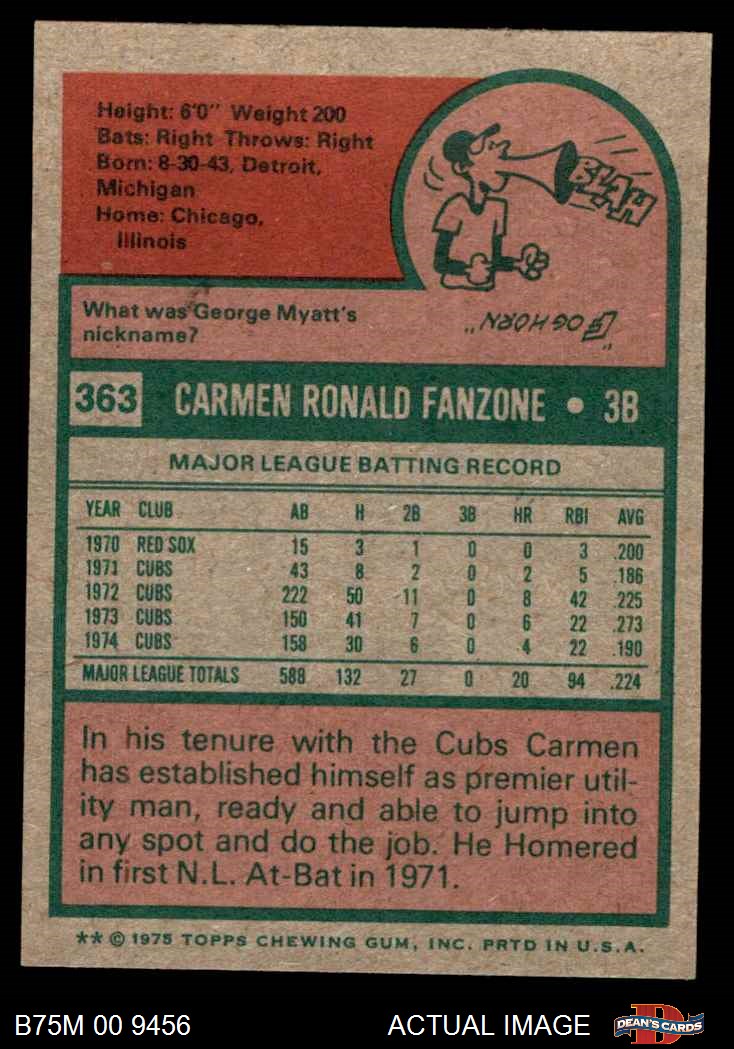 Height: 6'0" Weight 200
Bats: Right Throws: Right
Born: 8-30-43, Detroit,
Michigan
Home: Chicago,
Illinois
BLAH
What was George Myatt's
nickname?
"FOGHORN"
363 CARMEN RONALD FANZONE • 3B
MAJOR LEAGUE BATTING RECORD
YEAR CLUB AB H 2B 3B HR RBI AVG
1970 RED SOX 15 3 1 0 0 3 .200
1971 CUBS 43 8 2 0 2 5 .186
1972 CUBS 222 50 11 0 8 42 .225
1973 CUBS 150 41 7 0 6 22 .273
1974 CUBS 158 30 6 0 4 22 .190
MAJOR LEAGUE TOTALS 588 132 27 0 20 94 .224
In his tenure with the Cubs Carmen
has established himself as premier util-
ity man, ready and able to jump into
any spot and do the job. He Homered
in first N.L. At-Bat in 1971.
** © 1975 TOPPS CHEWING GUM, INC. PRTD IN U.S.A.
B75M 00 9456 ACTUAL IMAGE DEAN'S CARDS